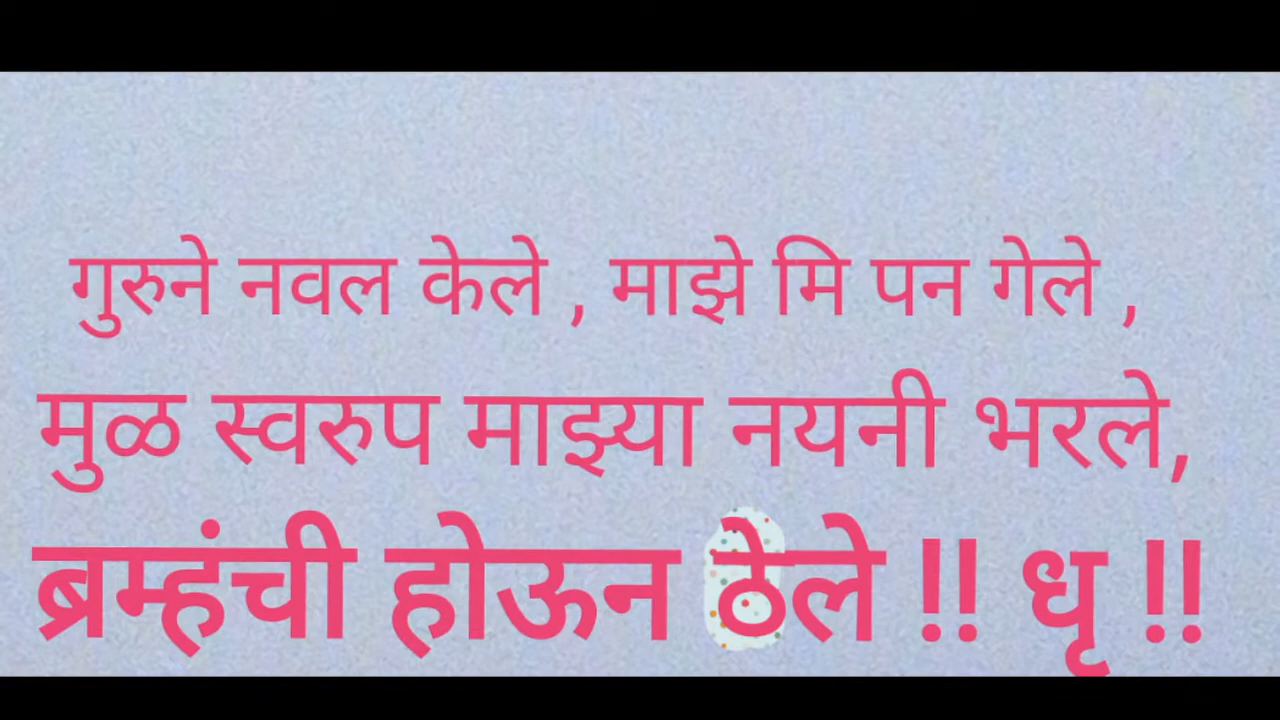 गुरुने नवल केले , माझे मि पन गेले ,
मुळ स्वरुप माझ्या नयनी भरले,
ब्रम्हंची होऊन ठेले !! धृ !!